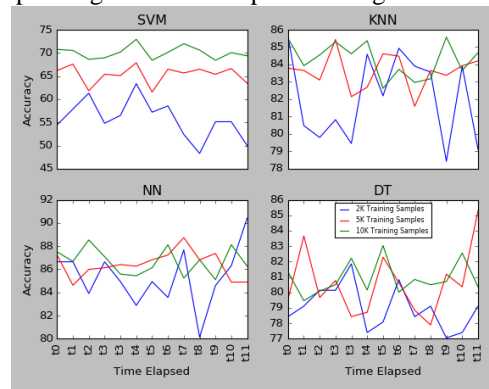 SVM
75
70
65
60
55
50
45
Accuracy
KNN
86
85
84
83
82
81
80
79
78
NN
92
90
88
86
84
82
80
Accuracy
t0 t1 t2 t3 t3 t4 t5 t6 t7 t8 t9 t10 t11
Time Elapsed
DT
86
85
84
83
82
81
80
79
78
77
2K Training Samples
5K Training Samples
10K Training Samples
t0 t1 t2 t3 t3 t4 t5 t6 t7 t8 t9 t10 t11
Time Elapsed